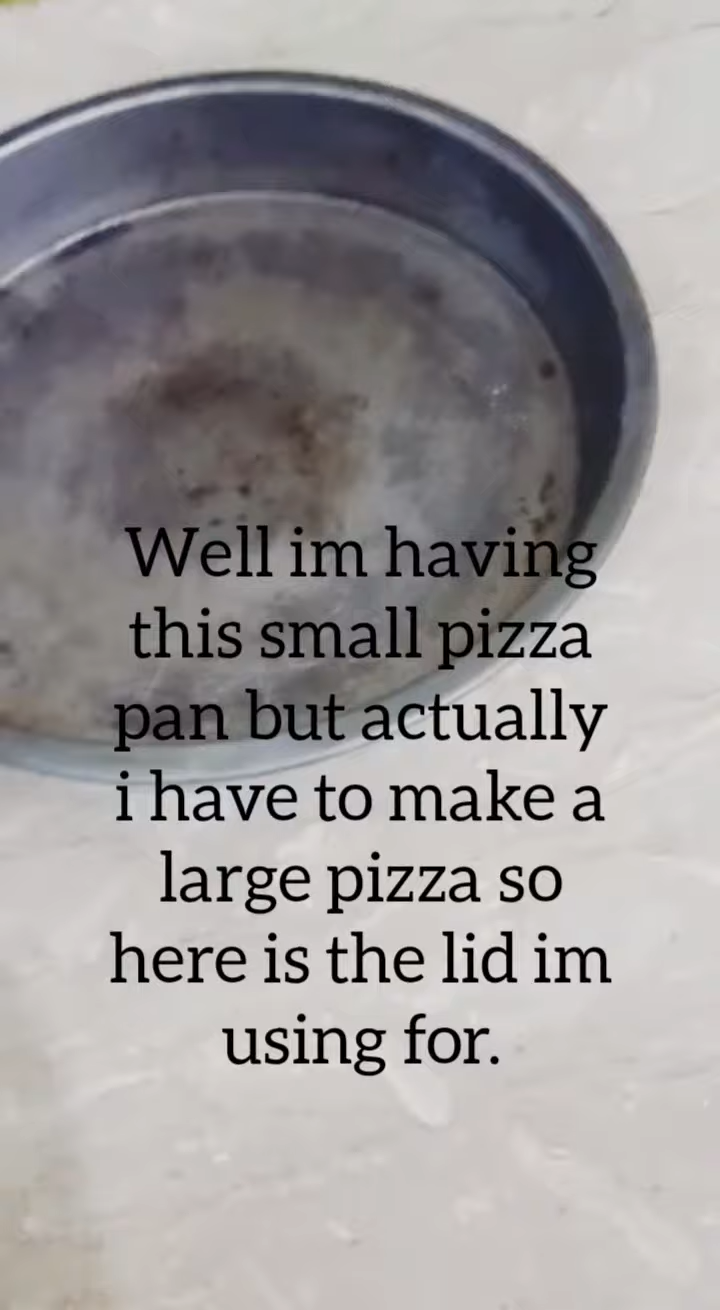 Well im having
this small pizza
pan but actually
i have to make a
large pizza so
here is the lid im
using for.